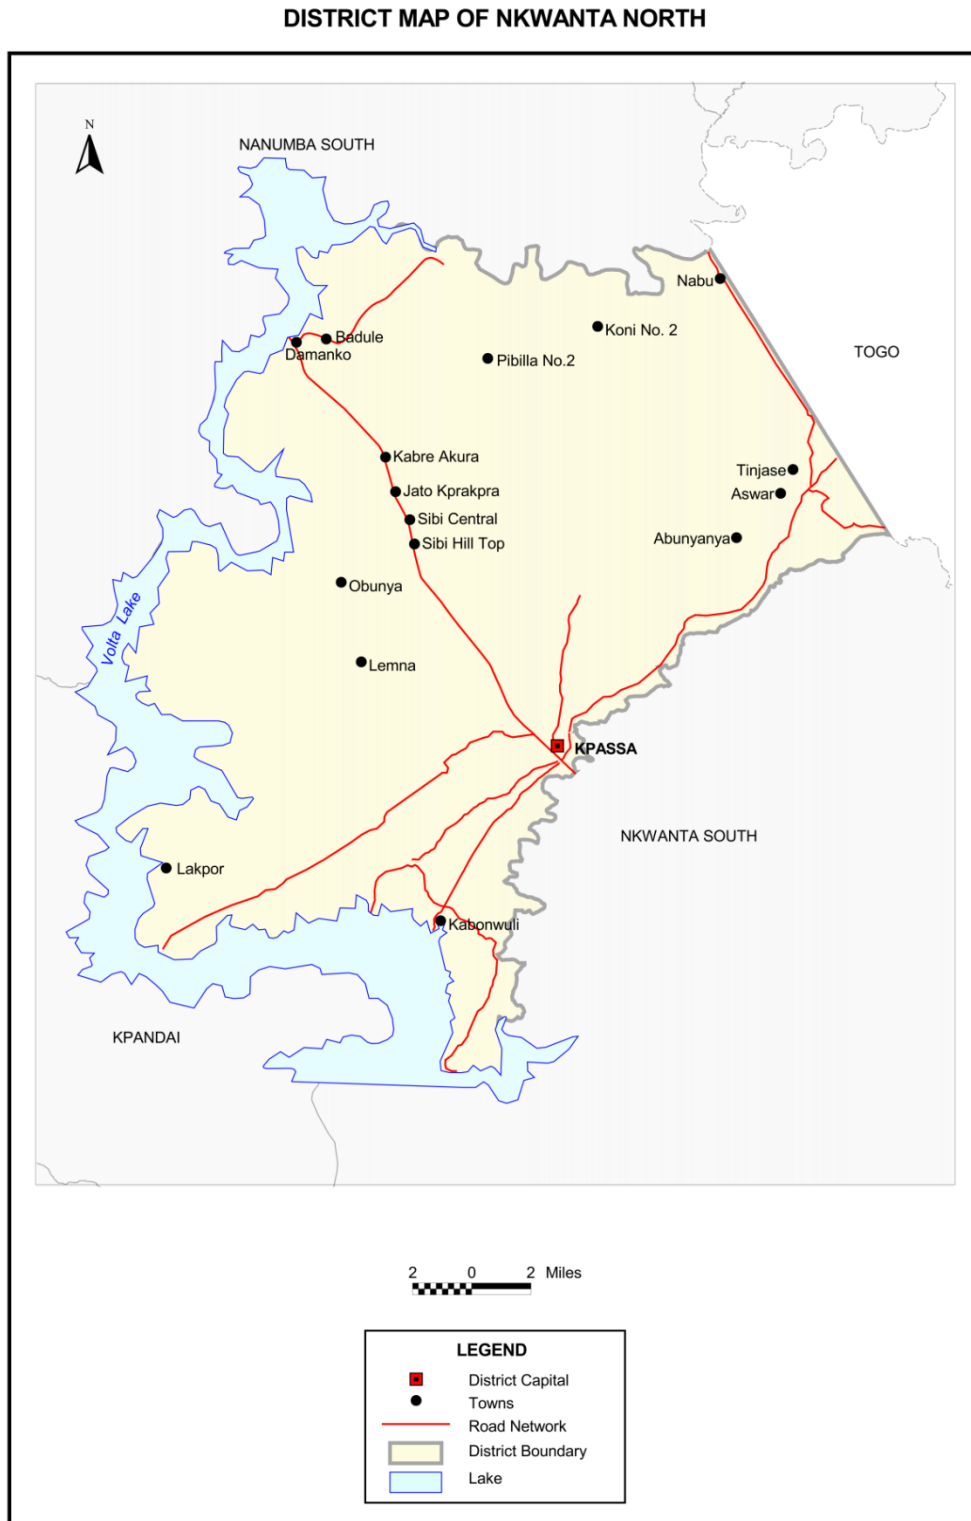 DISTRICT MAP OF NKWANTA NORTH
N
NANUMBA SOUTH
Nabu
Koni No. 2
Badule
Damanko
TOGO
Pibilla No.2
Kabre Akura
Tinjase
Jato Kprakpra
Aswar
Sibi Central
Abunyanya
Sibi Hill Top
Obunya
Volta Lake
Lemna
KPASSA
NKWANTA SOUTH
Lakpor
Kabonwuli
KPANDAI
2 0 2 Miles
LEGEND
District Capital
Towns
Road Network
District Boundary
Lake